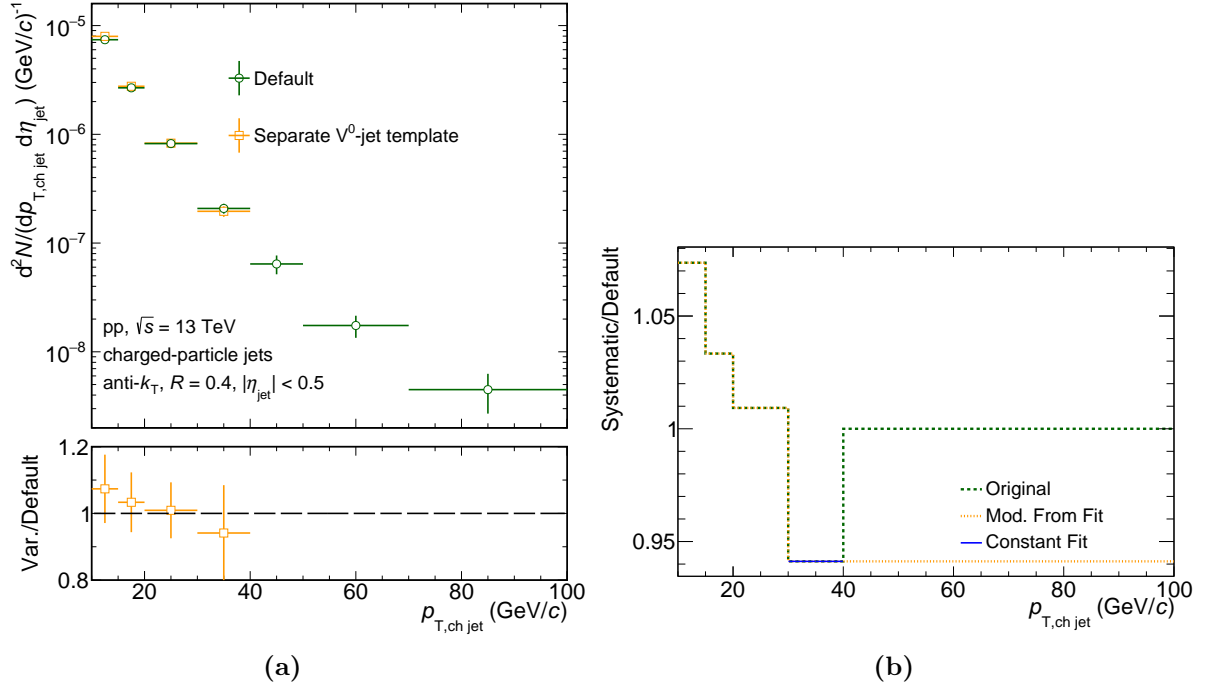 d²N/(dp_T,ch jet dη_jet) (GeV/c)⁻¹
10⁻⁵
10⁻⁶
10⁻⁷
10⁻⁸
Default
Separate V⁰-jet template
pp, √s = 13 TeV
charged-particle jets
anti-k_T, R = 0.4, |η_jet| < 0.5
Var./Default
1.2
1
0.8
20 40 60 80 100
p_T,ch jet (GeV/c)
(a)
Systematic/Default
1.05
1
0.95
Original
Mod. From Fit
Constant Fit
20 40 60 80 100
p_T,ch jet (GeV/c)
(b)